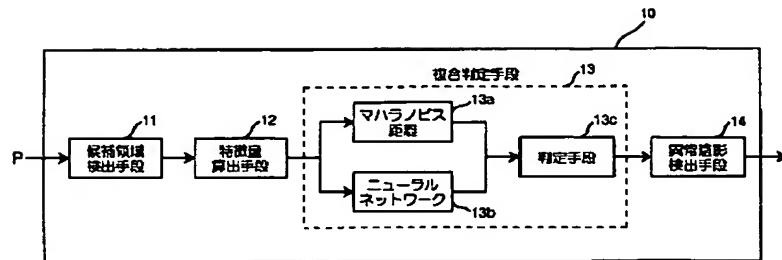 10
複合判定手段
13
11
12
13a
マハラノビス
距離
13c
14
P
候補領域
検出手段
特徴量
算出手段
判定手段
異常陰影
検出手段
ニューラル
ネットワーク
13b